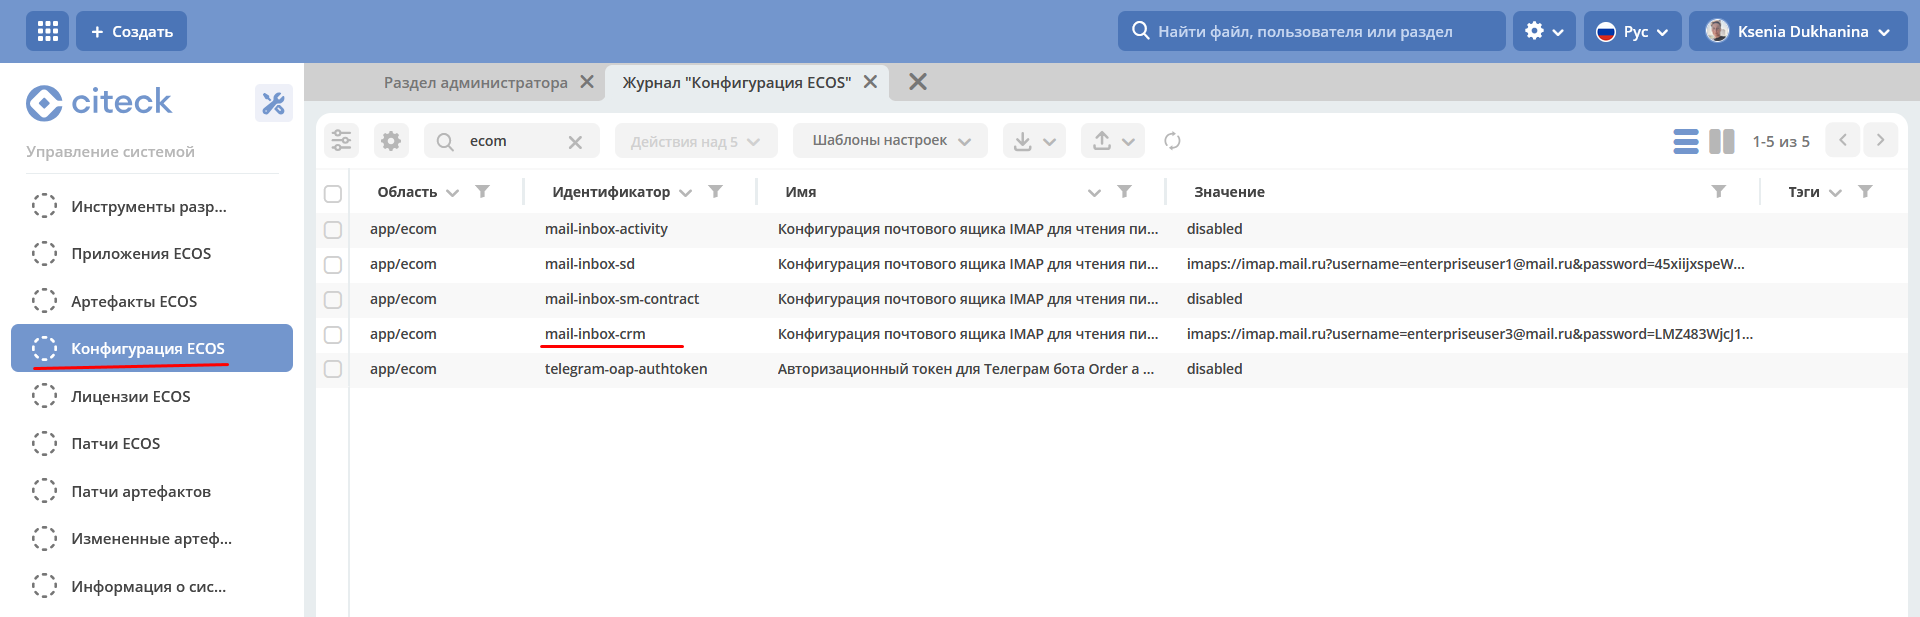 + Создать
Найти файл, пользователя или раздел
Рус
Ksenia Dukhanina
citeck
Управление системой
Инструменты разр...
Приложения ECOS
Артефакты ECOS
Конфигурация ECOS
Лицензии ECOS
Патчи ECOS
Патчи артефактов
Измененные артеф...
Информация о сис...
Раздел администратора
Журнал "Конфигурация ECOS"
ecom
Действия над 5
Шаблоны настроек
1-5 из 5
Область Идентификатор Имя Значение Тэги
app/ecom mail-inbox-activity Конфигурация почтового ящика IMAP для чтения пи... disabled
app/ecom mail-inbox-sd Конфигурация почтового ящика IMAP для чтения пи... imaps://imap.mail.ru?username=enterpriseuser1@mail.ru&password=45xiijxspeW...
app/ecom mail-inbox-sm-contract Конфигурация почтового ящика IMAP для чтения пи... disabled
app/ecom mail-inbox-crm Конфигурация почтового ящика IMAP для чтения пи... imaps://imap.mail.ru?username=enterpriseuser3@mail.ru&password=LMZ483WjcJ1...
app/ecom telegram-oap-authtoken Авторизационный токен для Телеграм бота Order a ... disabled